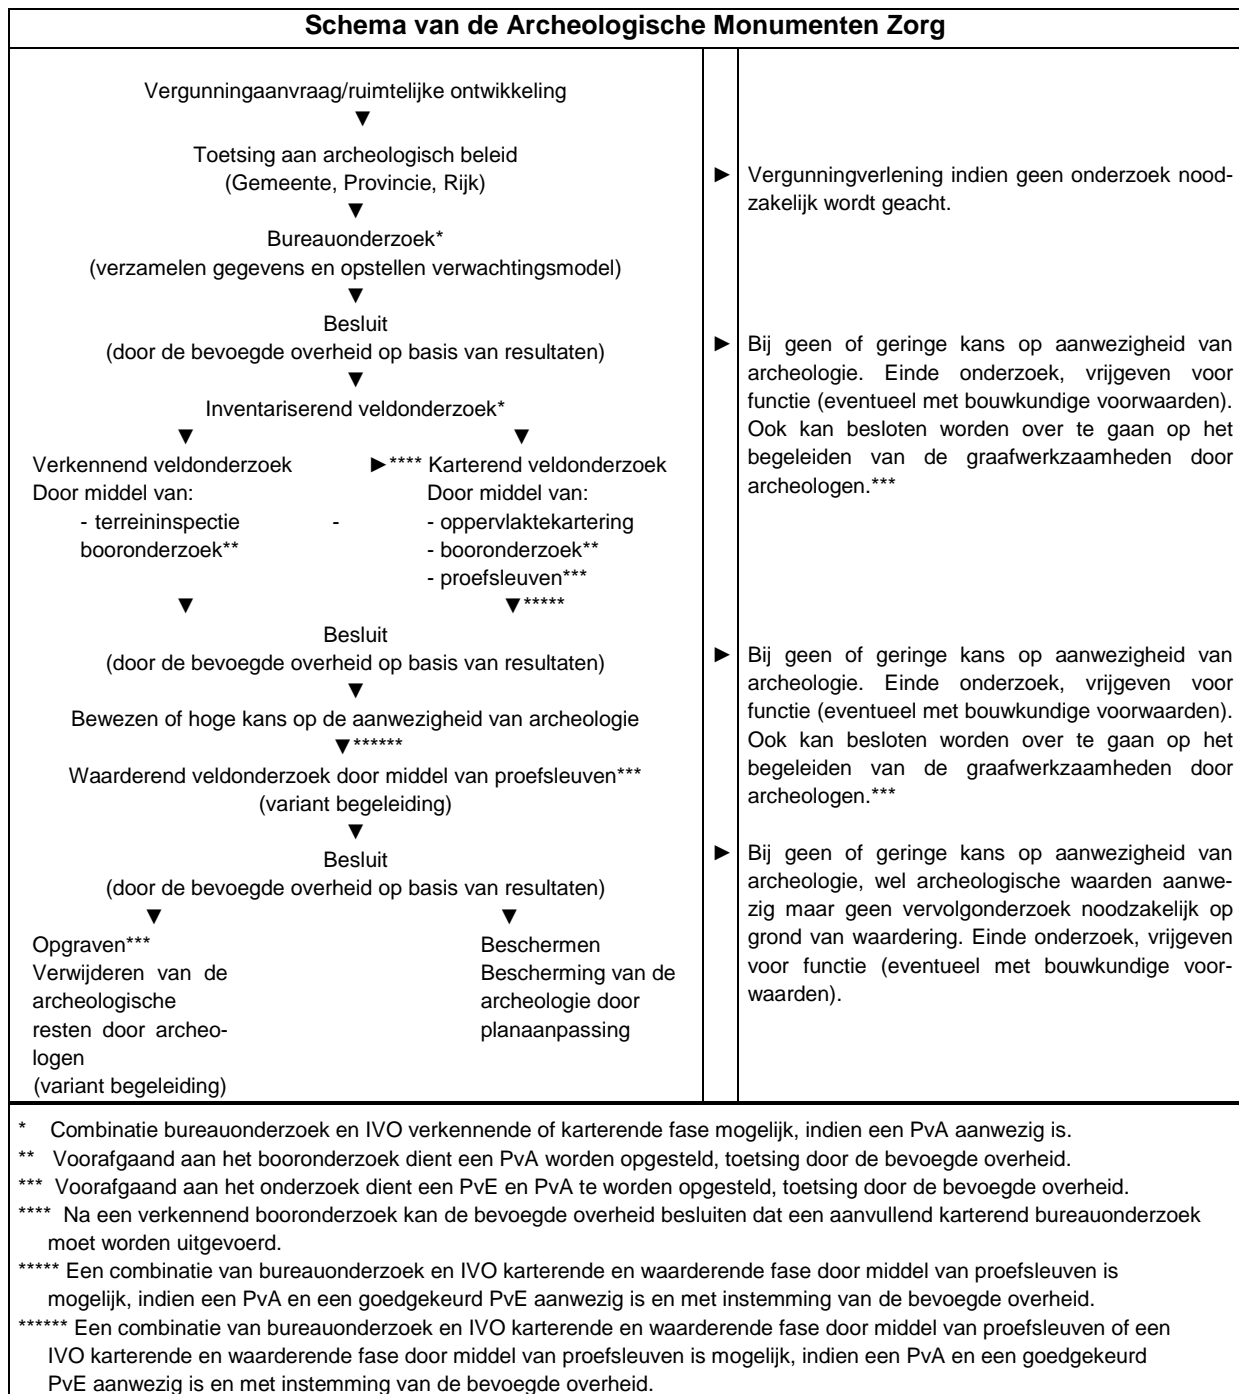 Schema van de Archeologische Monumenten Zorg
Vergunningaanvraag/ruimtelijke ontwikkeling
▼
Toetsing aan archeologisch beleid
(Gemeente, Provincie, Rijk)
▼
Bureauonderzoek*
(verzamelen gegevens en opstellen verwachtingsmodel)
▼
Besluit
(door de bevoegde overheid op basis van resultaten)
▼
Inventariserend veldonderzoek*
▼ ▼
Verkennend veldonderzoek ►**** Karterend veldonderzoek
Door middel van: Door middel van:
- terreininspectie - - oppervlaktekartering
booronderzoek** - booronderzoek**
- proefsleuven***
▼ ▼*****
Besluit
(door de bevoegde overheid op basis van resultaten)
▼
Bewezen of hoge kans op de aanwezigheid van archeologie
▼******
Waarderend veldonderzoek door middel van proefsleuven***
(variant begeleiding)
▼
Besluit
(door de bevoegde overheid op basis van resultaten)
▼ ▼
Opgraven***
Verwijderen van de
archeologische
resten door archeo-
logen
(variant begeleiding)
Beschermen
Bescherming van de
archeologie door
planaanpassing
► Vergunningverlening indien geen onderzoek nood-
zakelijk wordt geacht.
► Bij geen of geringe kans op aanwezigheid van
archeologie. Einde onderzoek, vrijgeven voor
functie (eventueel met bouwkundige voorwaarden).
Ook kan besloten worden over te gaan op het
begeleiden van de graafwerkzaamheden door
archeologen.***
► Bij geen of geringe kans op aanwezigheid van
archeologie. Einde onderzoek, vrijgeven voor
functie (eventueel met bouwkundige voorwaarden).
Ook kan besloten worden over te gaan op het
begeleiden van de graafwerkzaamheden door
archeologen.***
► Bij geen of geringe kans op aanwezigheid van
archeologie, wel archeologische waarden aanwe-
zig maar geen vervolgonderzoek noodzakelijk op
grond van waardering. Einde onderzoek, vrijgeven
voor functie (eventueel met bouwkundige voor-
waarden).
* Combinatie bureauonderzoek en IVO verkennende of karterende fase mogelijk, indien een PvA aanwezig is.
** Voorafgaand aan het booronderzoek dient een PvA worden opgesteld, toetsing door de bevoegde overheid.
*** Voorafgaand aan het onderzoek dient een PvE en PvA te worden opgesteld, toetsing door de bevoegde overheid.
**** Na een verkennend booronderzoek kan de bevoegde overheid besluiten dat een aanvullend karterend bureauonderzoek
moet worden uitgevoerd.
***** Een combinatie van bureauonderzoek en IVO karterende en waarderende fase door middel van proefsleuven is
mogelijk, indien een PvA en een goedgekeurd PvE aanwezig is en met instemming van de bevoegde overheid.
****** Een combinatie van bureauonderzoek en IVO karterende en waarderende fase door middel van proefsleuven of een
IVO karterende en waarderende fase door middel van proefsleuven is mogelijk, indien een PvA en een goedgekeurd
PvE aanwezig is en met instemming van de bevoegde overheid.